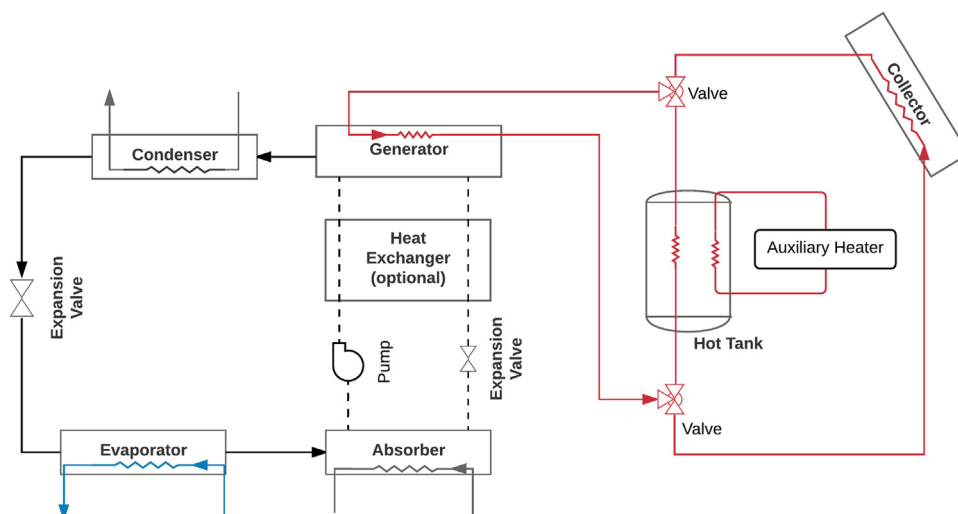 Collector
Valve
Condenser
Generator
Heat
Exchanger
(optional)
Auxiliary Heater
Expansion
Valve
Hot Tank
Pump
Expansion
Valve
Valve
Evaporator
Absorber